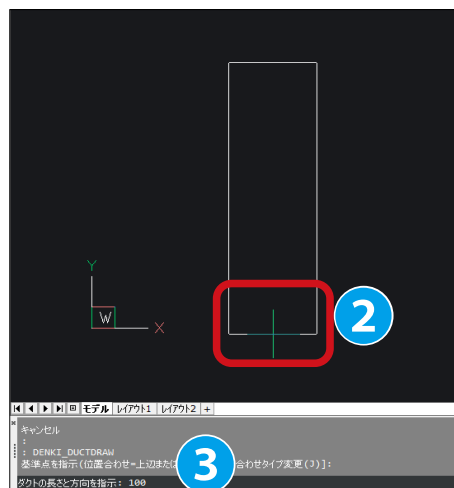 Y
W
X
2
モデル レイアウト1 レイアウト2 +
キャンセル
:
: DENKI_DUCTDRAW
基準点を指示(位置合わせ=上辺または 合わせタイプ変更(J)]:
3
ダクトの長さと方向を指示: 100